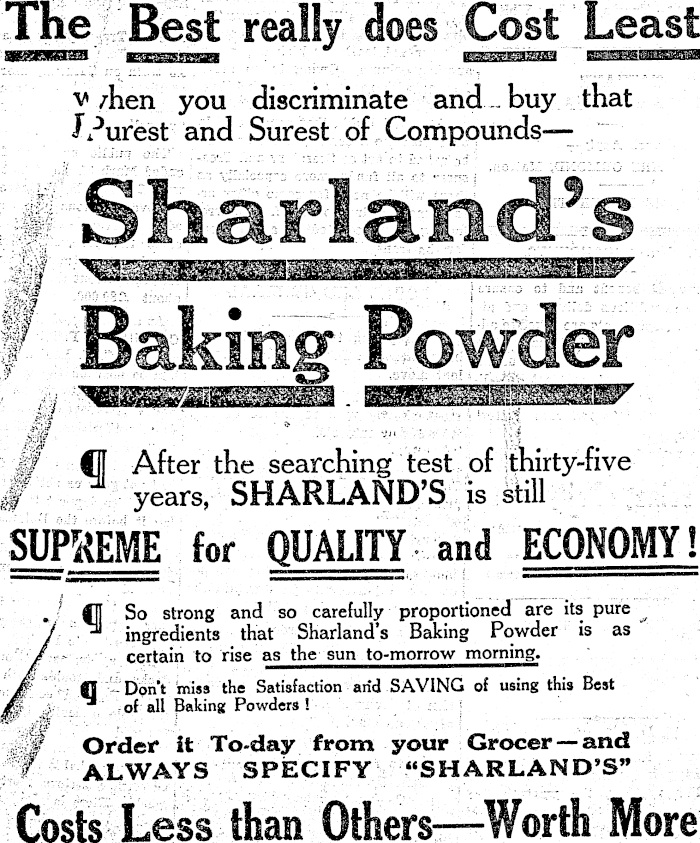 The Best really does Cost Least
when you discriminate and buy that
Purest and Surest of Compounds—
Sharland's
Baking Powder
¶ After the searching test of thirty-five
years, SHARLAND'S is still
SUPREME for QUALITY and ECONOMY!
¶ So strong and so carefully proportioned are its pure
ingredients that Sharland's Baking Powder is as
certain to rise as the sun to-morrow morning.
¶ Don't miss the Satisfaction and SAVING of using this Best
of all Baking Powders!
Order it To-day from your Grocer—and
ALWAYS SPECIFY "SHARLAND'S"
Costs Less than Others—Worth More